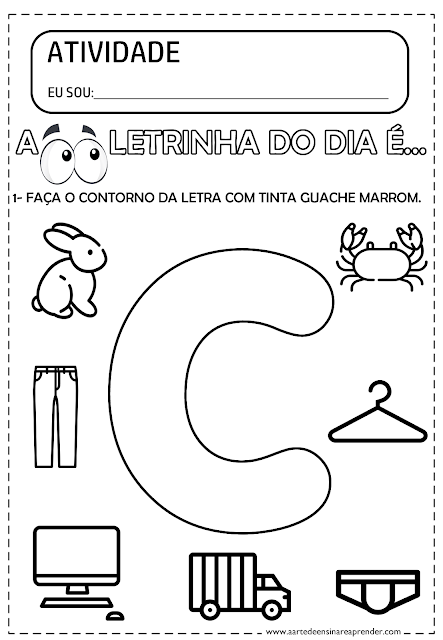 ATIVIDADE
EU SOU:
A LETRINHA DO DIA É...
1- FAÇA O CONTORNO DA LETRA COM TINTA GUACHE MARROM.
C
www.aartedeensinareaprender.com